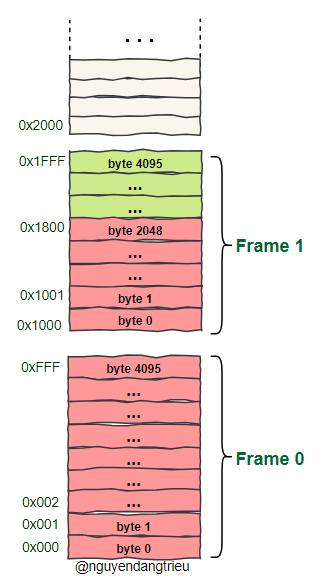 ...
0x2000
0x1FFF byte 4095
...
...
0x1800 byte 2048
...
Frame 1
...
0x1001 byte 1
0x1000 byte 0
0xFFF byte 4095
...
...
...
...
Frame 0
...
0x002 ...
0x001 byte 1
0x000 byte 0
@nguyendangtrieu